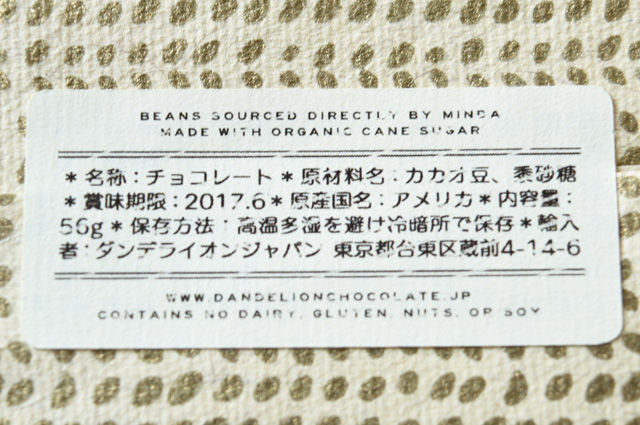 BEANS SOURCED DIRECTLY BY MINDA
MADE WITH ORGANIC CANE SUGAR
*名称:チョコレート*原材料名:カカオ豆、黍砂糖
*賞味期限:2017.6*原産国名:アメリカ*内容量:
56g*保存方法:高温多湿を避け冷暗所で保存*輸入
者:ダンデライオンジャパン 東京都台東区蔵前4-14-6
WWW.DANDELIONCHOCOLATE.JP
CONTAINS NO DAIRY, GLUTEN, NUTS, OR SOY